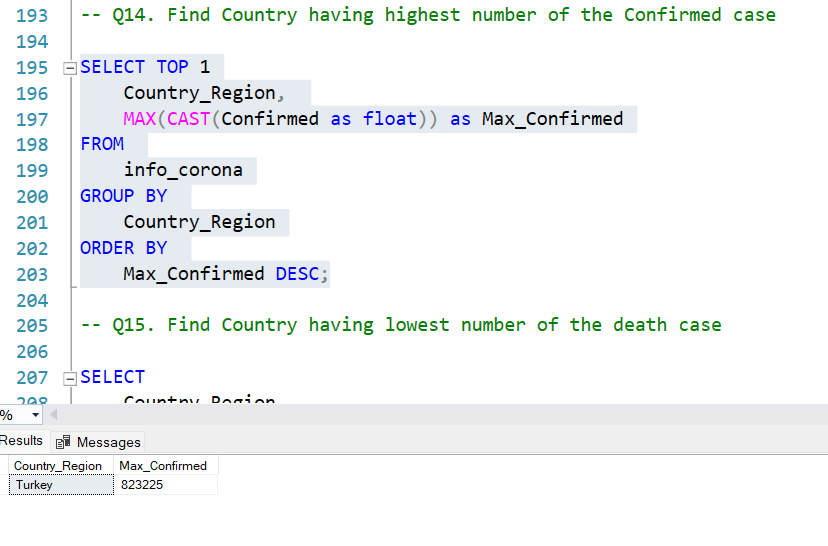 193 -- Q14. Find Country having highest number of the Confirmed case
194
195 SELECT TOP 1
196 Country_Region,
197 MAX(CAST(Confirmed as float)) as Max_Confirmed
198 FROM
199 info_corona
200 GROUP BY
201 Country_Region
202 ORDER BY
203 Max_Confirmed DESC;
204
205 -- Q15. Find Country having lowest number of the death case
206
207 SELECT
208 Country_Region
%
Results Messages
Country_Region Max_Confirmed
Turkey 823225